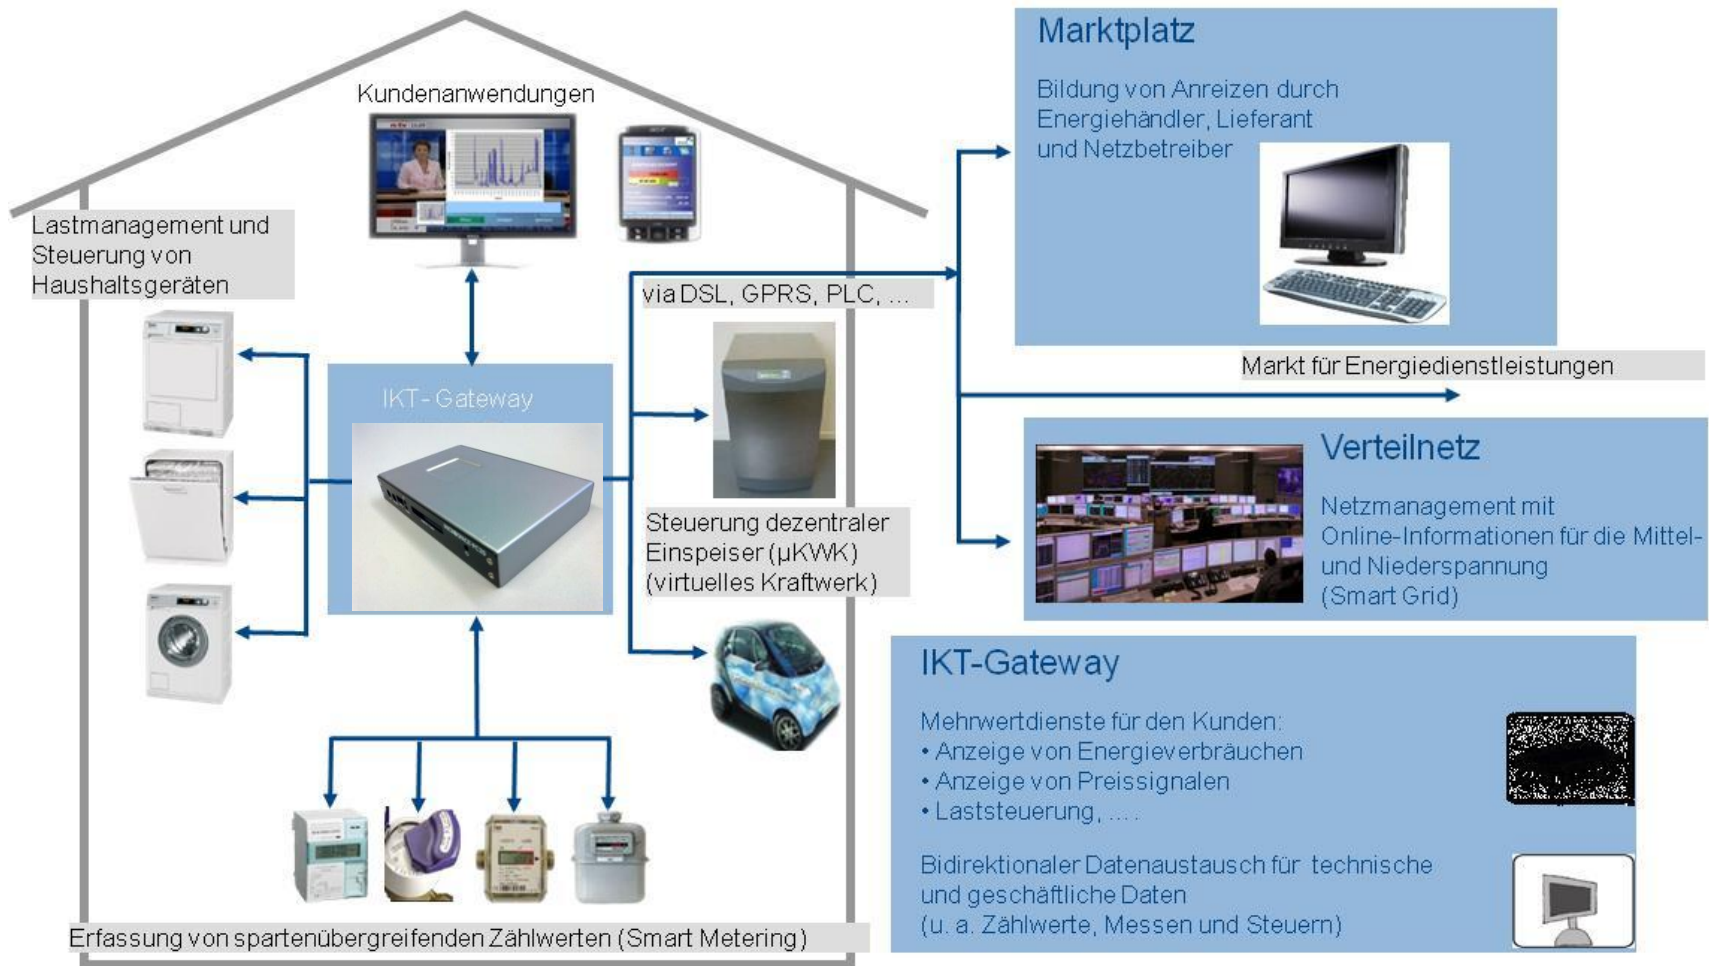 Kundenanwendungen
Lastmanagement und
Steuerung von
Haushaltsgeräten
IKT- Gateway
via DSL, GPRS, PLC, ...
Steuerung dezentraler
Einspeiser (µKWK)
(virtuelles Kraftwerk)
Erfassung von spartenübergreifenden Zählwerten (Smart Metering)
Marktplatz
Bildung von Anreizen durch
Energiehändler, Lieferant
und Netzbetreiber
Markt für Energiedienstleistungen
Verteilnetz
Netzmanagement mit
Online-Informationen für die Mittel-
und Niederspannung
(Smart Grid)
IKT-Gateway
Mehrwertdienste für den Kunden:
• Anzeige von Energieverbräuchen
• Anzeige von Preissignalen
• Laststeuerung, ....
Bidirektionaler Datenaustausch für technische
und geschäftliche Daten
(u. a. Zählwerte, Messen und Steuern)